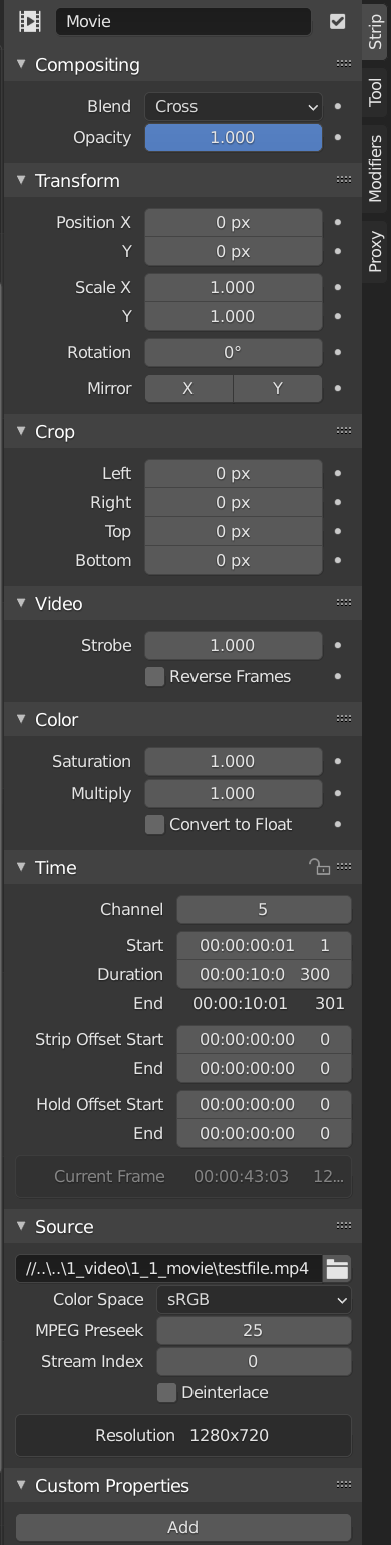 Movie
Strip
Tool
Modifiers
Proxy
Compositing
Blend Cross
Opacity 1.000
Transform
Position X 0 px
Y 0 px
Scale X 1.000
Y 1.000
Rotation 0°
Mirror X Y
Crop
Left 0 px
Right 0 px
Top 0 px
Bottom 0 px
Video
Strobe 1.000
Reverse Frames
Color
Saturation 1.000
Multiply 1.000
Convert to Float
Time
Channel 5
Start 00:00:00:01 1
Duration 00:00:10:0 300
End 00:00:10:01 301
Strip Offset Start 00:00:00:00 0
End 00:00:00:00 0
Hold Offset Start 00:00:00:00 0
End 00:00:00:00 0
Current Frame 00:00:43:03 12...
Source
//..\..\1_video\1_1_movie\testfile.mp4
Color Space sRGB
MPEG Preseek 25
Stream Index 0
Deinterlace
Resolution 1280x720
Custom Properties
Add